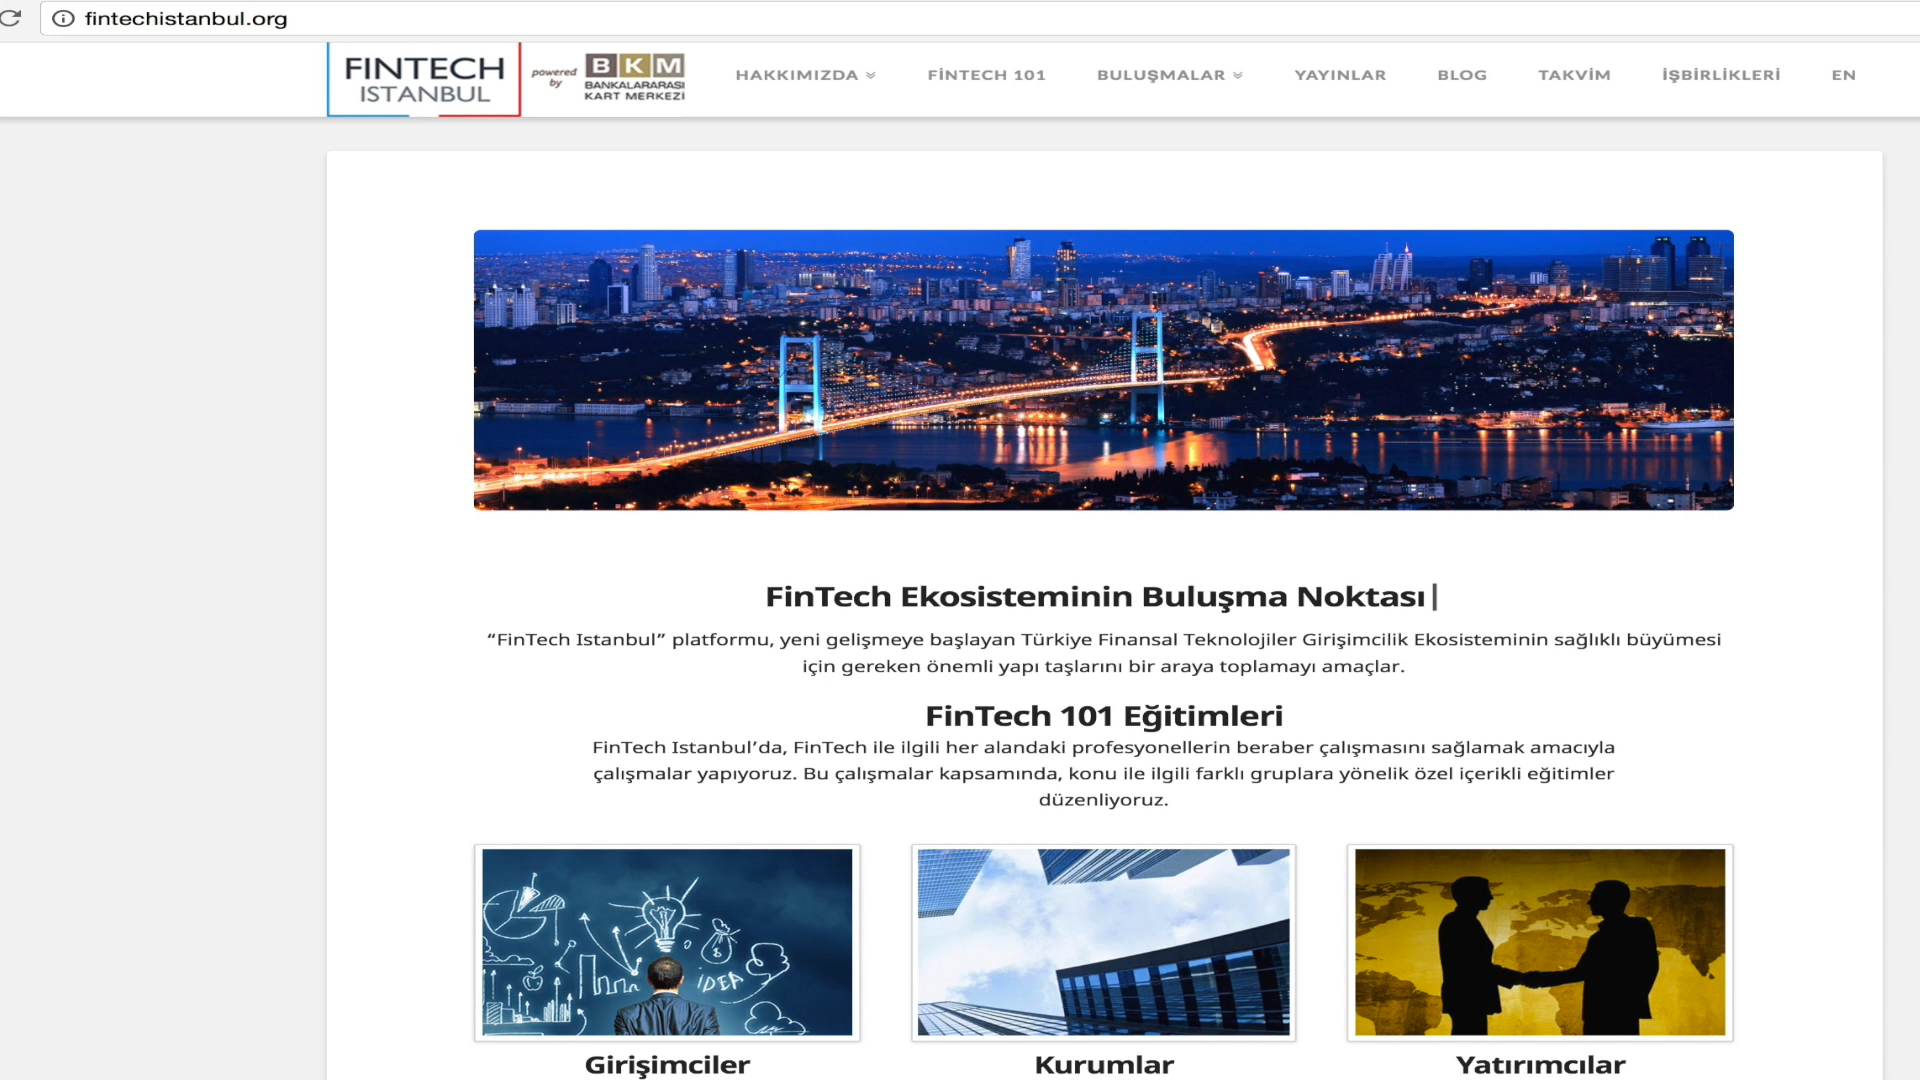 fintechistanbul.org
FINTECH
ISTANBUL
powered
by
BKM
BANKALARARASI
KART MERKEZİ
HAKKIMIZDA
FİNTECH 101
BULUŞMALAR
YAYINLAR
BLOG
TAKVİM
İŞBİRLİKLERİ
EN
FinTech Ekosisteminin Buluşma Noktası|
“FinTech Istanbul” platformu, yeni gelişmeye başlayan Türkiye Finansal Teknolojiler Girişimcilik Ekosisteminin sağlıklı büyümesi
için gereken önemli yapı taşlarını bir araya toplamayı amaçlar.
FinTech 101 Eğitimleri
FinTech Istanbul’da, FinTech ile ilgili her alandaki profesyonellerin beraber çalışmasını sağlamak amacıyla
çalışmalar yapıyoruz. Bu çalışmalar kapsamında, konu ile ilgili farklı gruplara yönelik özel içerikli eğitimler
düzenliyoruz.
IDEA
Girişimciler
Kurumlar
Yatırımcılar